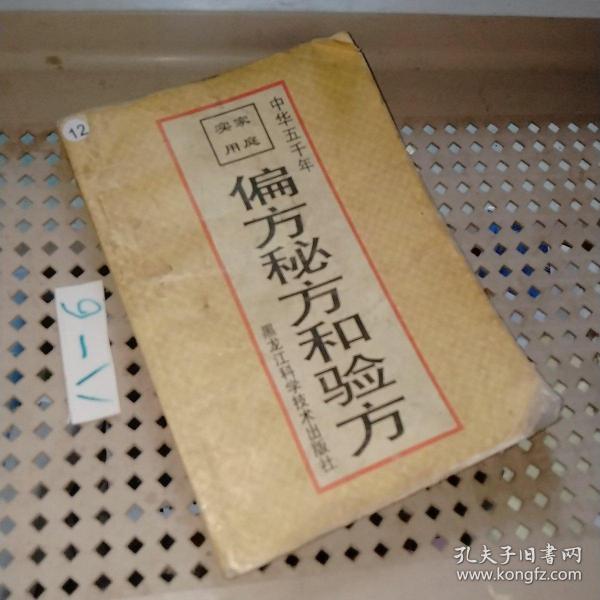 12
中华五千年
家庭
实用
偏方秘方和验方
黑龙江科学技术出版社
11-6
孔夫子旧书网
www.kongfz.com